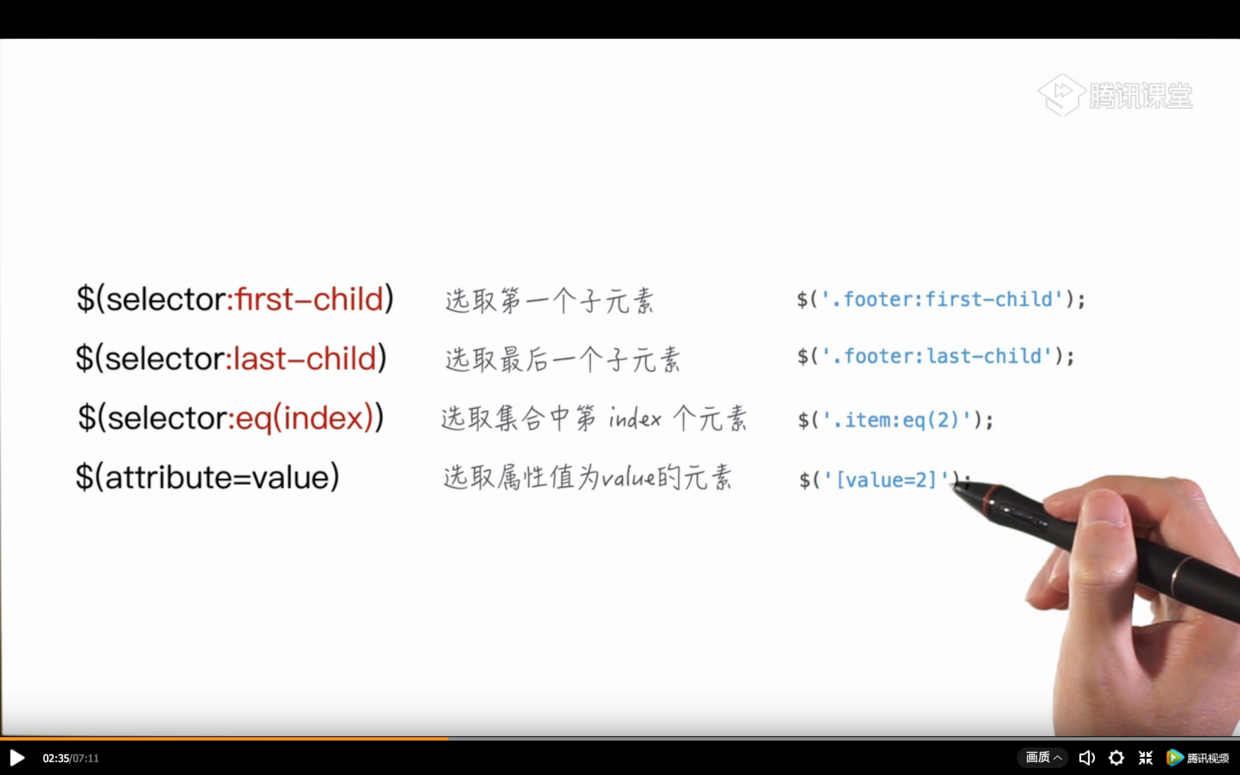 腾讯课堂
$(selector:first-child) 选取第一个子元素 $('.footer:first-child');
$(selector:last-child) 选取最后一个子元素 $('.footer:last-child');
$(selector:eq(index)) 选取集合中第 index 个元素 $('.item:eq(2)');
$(attribute=value) 选取属性值为value的元素 $('[value=2]');
02:35/07:11 画质 腾讯视频